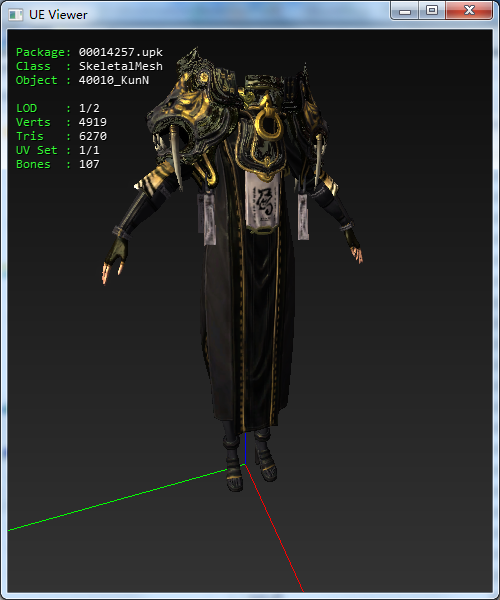 UE Viewer
Package: 00014257.upk
Class : SkeletalMesh
Object : 40010_KunN
LOD : 1/2
Verts : 4919
Tris : 6270
UV Set : 1/1
Bones : 107